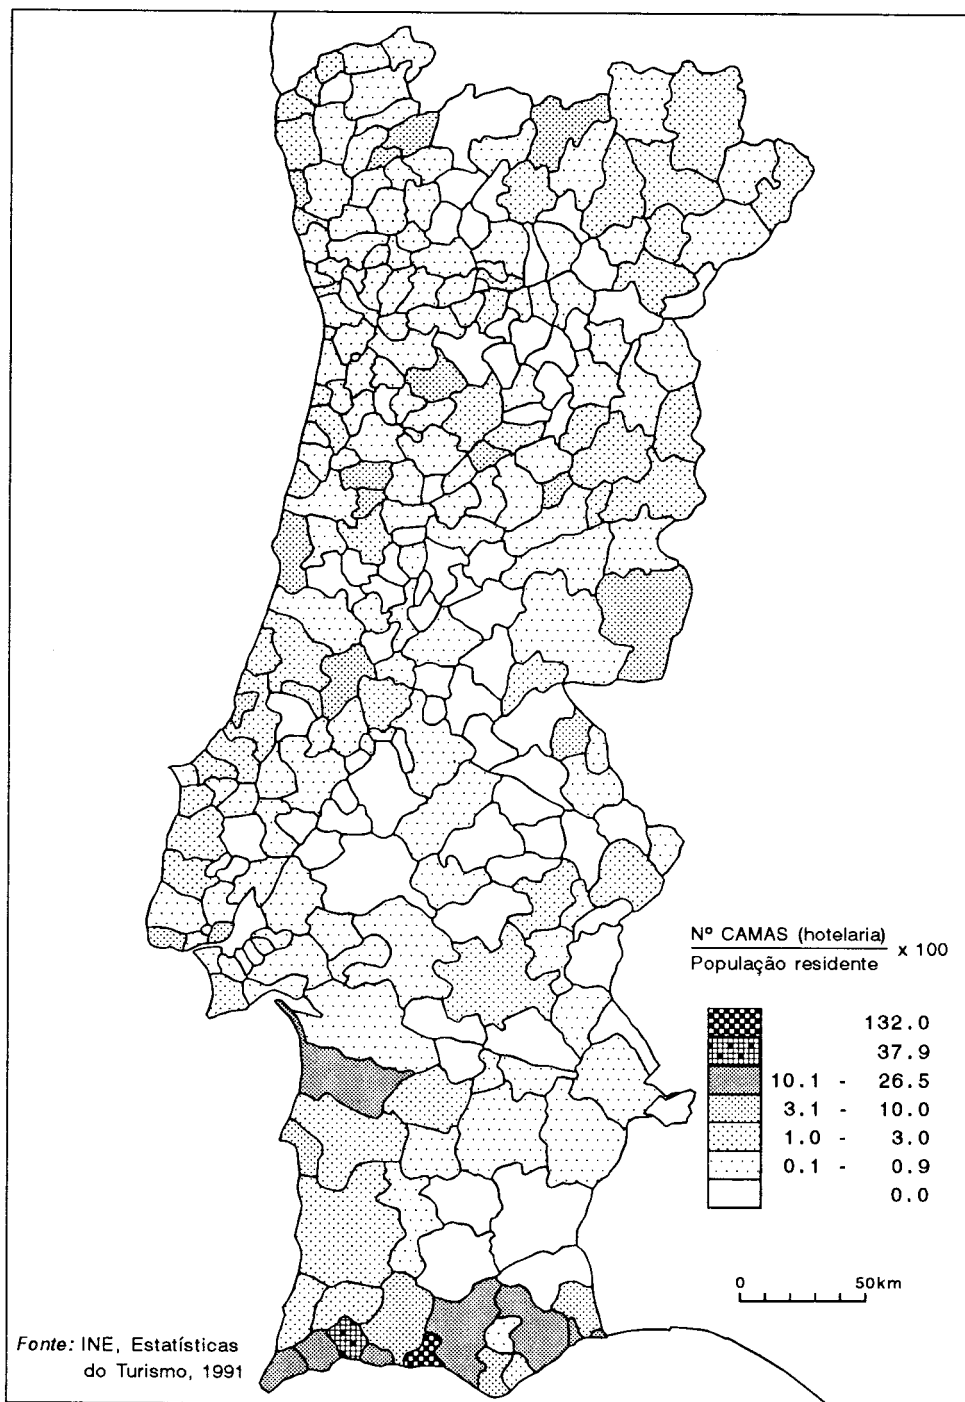 Nº CAMAS (hotelaria)
População residente
x 100
132.0
37.9
10.1 - 26.5
3.1 - 10.0
1.0 - 3.0
0.1 - 0.9
0.0
0 50km
Fonte: INE, Estatísticas
do Turismo, 1991